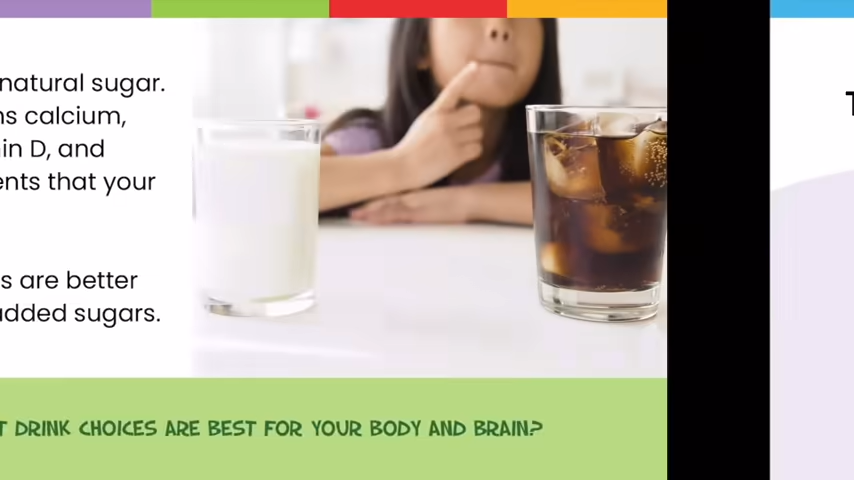 natural sugar.
ns calcium,
in D, and
ents that your
s are better
added sugars.
T DRINK CHOICES ARE BEST FOR YOUR BODY AND BRAIN?
T